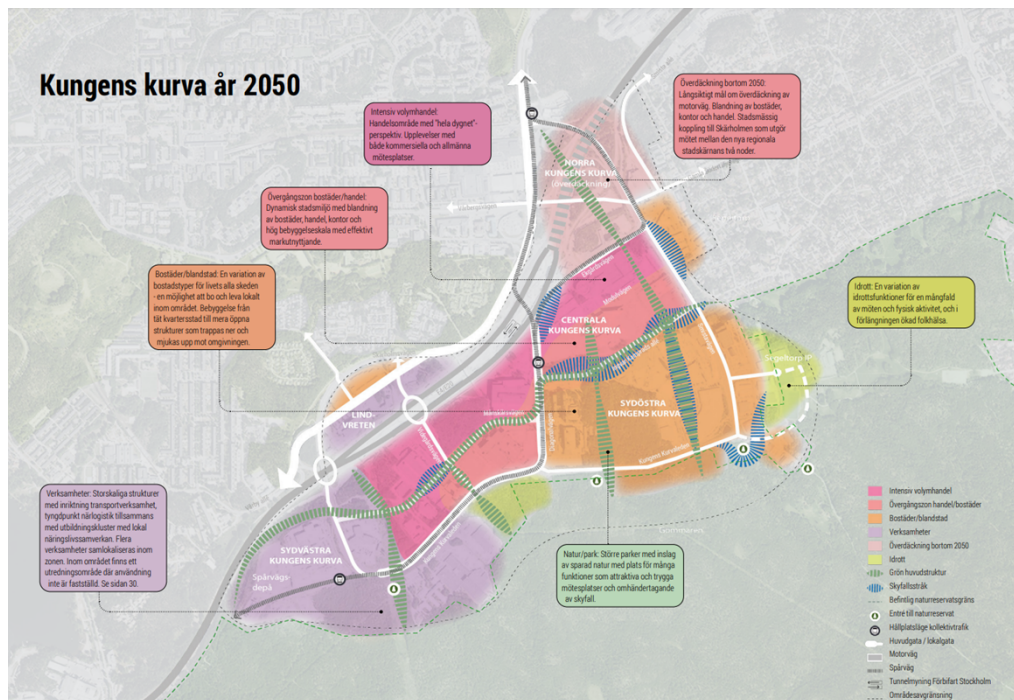 Kungens kurva år 2050
Intensiv volymhandel:
Handelsområde med "hela dygnet"-
perspektiv. Upplevelser med
både kommersiella och allmänna
mötesplatser.
Överdäckning bortom 2050:
Långsiktigt mål om överdäckning av
motorväg. Blandning av bostäder,
kontor och handel. Stadsmässig
koppling till Skärholmen som utgör
mötet mellan den nya regionala
stadskärnans två noder.
Övergångszon bostäder/handel:
Dynamisk stadsmiljö med blandning
av bostäder, handel, kontor och
hög bebyggelseskala med effektivt
markutnyttjande.
Bostäder/blandstad: En variation av
bostadstyper för livets alla skeden
- en möjlighet att bo och leva lokalt
inom området. Bebyggelse från
tät kvartersstad till mera öppna
strukturer som trappas ner och
mjukas upp mot omgivningen.
Idrott: En variation av
idrottsfunktioner för en mångfald
av möten och fysisk aktivitet, och i
förlängningen ökad folkhälsa.
Verksamheter: Storskaliga strukturer
med inriktning transportverksamhet,
tyngdpunkt närlogistik tillsammans
med utbildningskluster med lokal
näringslivssamverkan. Flera
verksamheter samlokaliseras inom
zonen. Inom området finns ett
utredningsområde där användning
inte är fastställd. Se sidan 30.
Natur/park: Större parker med inslag
av sparad natur med plats för många
funktioner som attraktiva och trygga
mötesplatser och omhändertagande
av skyfall.
NORRA
KUNGENS KURVA
(överdäckning)
CENTRALA
KUNGENS KURVA
SYDÖSTRA
KUNGENS KURVA
LIND-
VRETEN
SYDVÄSTRA
KUNGENS KURVA
Spårvägs-
depå
Segeltorps IP
Ekgårdsvägen
Månskärsvägen
Intensiv volymhandel
Övergångszon handel/bostäder
Bostäder/blandstad
Verksamheter
Överdäckning bortom 2050
Idrott
Grön huvudstruktur
Skyfallsstråk
Befintlig naturreservatsgräns
Entré till naturreservat
Hållplatsläge kollektivtrafik
Huvudgata / lokalgata
Motorväg
Spårväg
Tunnelmyning Förbifart Stockholm
Områdesavgränsning